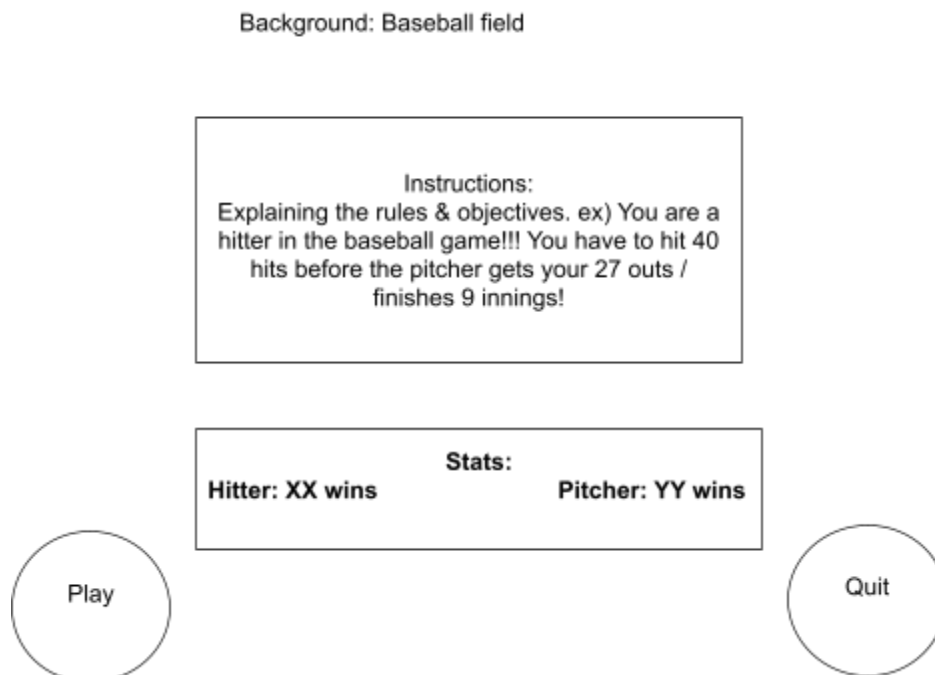 Background: Baseball field
Instructions:
Explaining the rules & objectives. ex) You are a
hitter in the baseball game!!! You have to hit 40
hits before the pitcher gets your 27 outs /
finishes 9 innings!
Stats:
Hitter: XX wins Pitcher: YY wins
Play
Quit